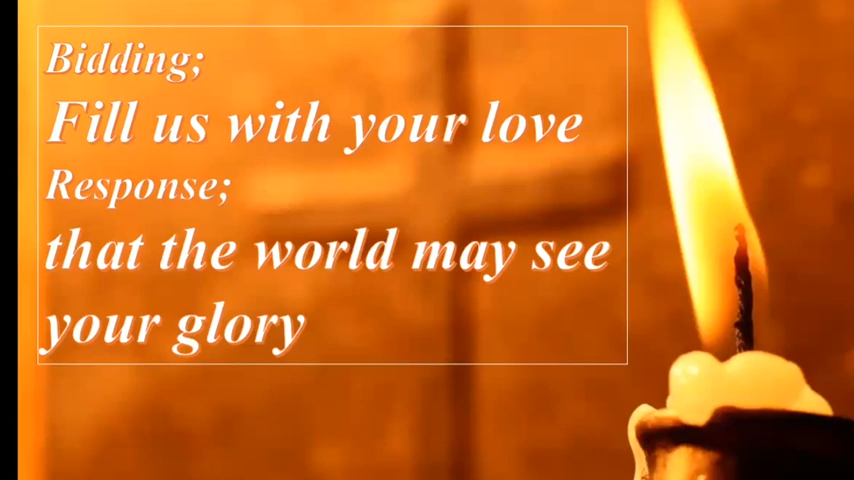 Bidding;
Fill us with your love
Response;
that the world may see
your glory